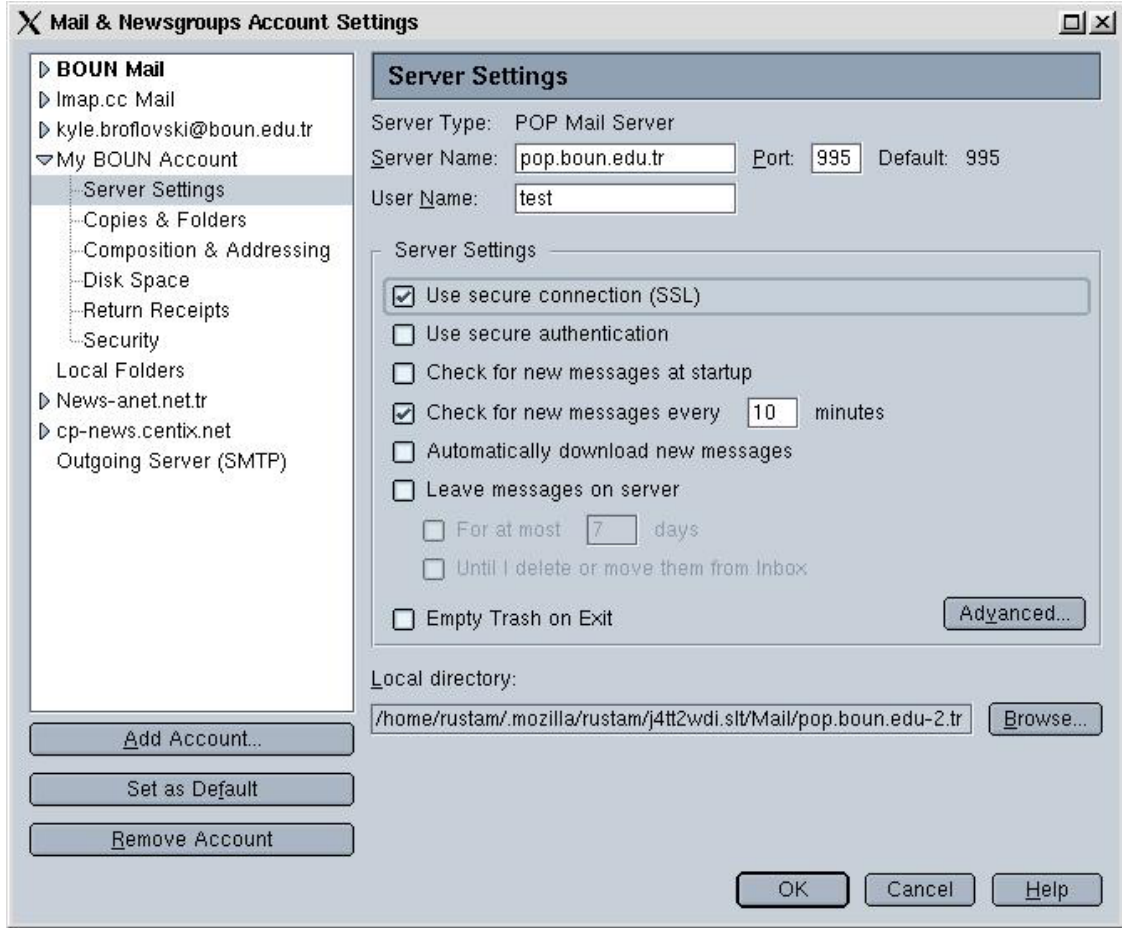 Mail & Newsgroups Account Settings
BOUN Mail
Imap.cc Mail
kyle.broflovski@boun.edu.tr
My BOUN Account
Server Settings
Copies & Folders
Composition & Addressing
Disk Space
Return Receipts
Security
Local Folders
News-anet.net.tr
cp-news.centix.net
Outgoing Server (SMTP)
Add Account...
Set as Default
Remove Account
Server Settings
Server Type: POP Mail Server
Server Name: pop.boun.edu.tr Port: 995 Default: 995
User Name: test
Server Settings
Use secure connection (SSL)
Use secure authentication
Check for new messages at startup
Check for new messages every 10 minutes
Automatically download new messages
Leave messages on server
For at most 7 days
Until I delete or move them from Inbox
Empty Trash on Exit Advanced...
Local directory:
/home/rustam/.mozilla/rustam/j4tt2wdi.slt/Mail/pop.boun.edu-2.tr Browse...
OK Cancel Help